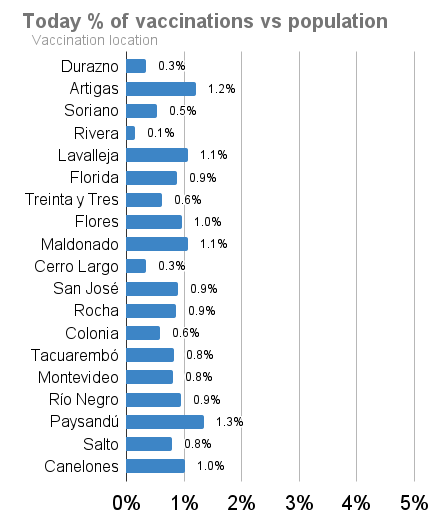 Today % of vaccinations vs population
Vaccination location
Durazno 0.3%
Artigas 1.2%
Soriano 0.5%
Rivera 0.1%
Lavalleja 1.1%
Florida 0.9%
Treinta y Tres 0.6%
Flores 1.0%
Maldonado 1.1%
Cerro Largo 0.3%
San José 0.9%
Rocha 0.9%
Colonia 0.6%
Tacuarembó 0.8%
Montevideo 0.8%
Río Negro 0.9%
Paysandú 1.3%
Salto 0.8%
Canelones 1.0%
0% 1% 2% 3% 4% 5%